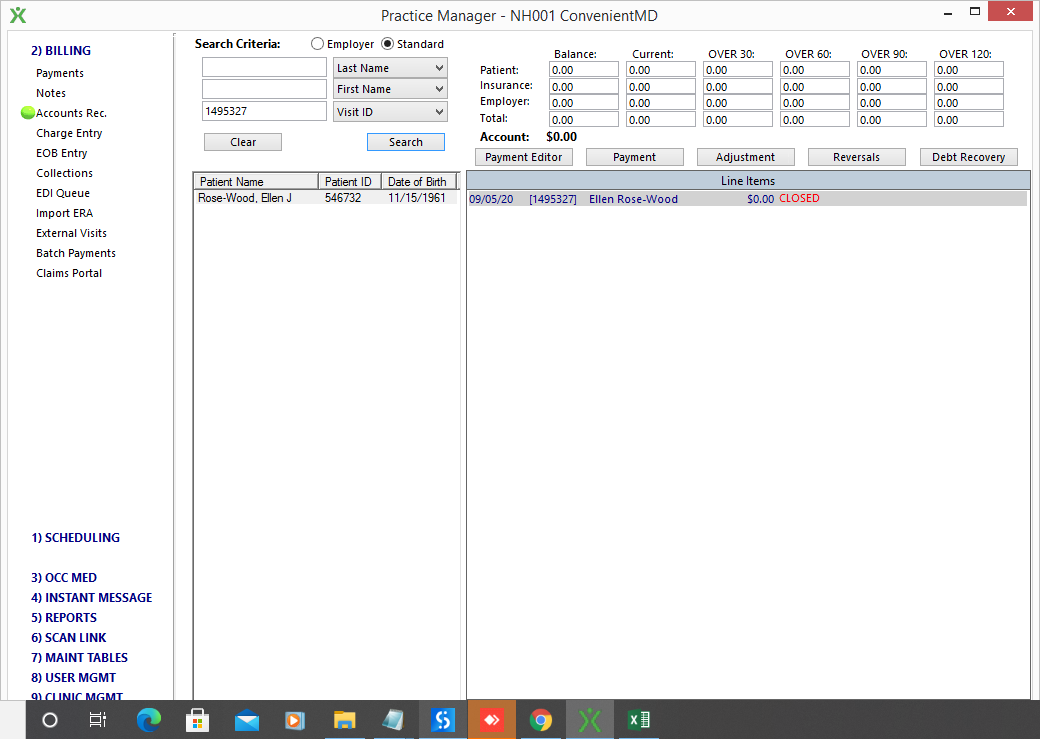 Practice Manager - NH001 ConvenientMD
2) BILLING
Payments
Notes
Accounts Rec.
Charge Entry
EOB Entry
Collections
EDI Queue
Import ERA
External Visits
Batch Payments
Claims Portal
1) SCHEDULING
3) OCC MED
4) INSTANT MESSAGE
5) REPORTS
6) SCAN LINK
7) MAINT TABLES
8) USER MGMT
9) CLINIC MGMT
Search Criteria: Employer Standard
Last Name
First Name
1495327 Visit ID
Clear Search
Patient Name Patient ID Date of Birth
Rose-Wood, Ellen J 546732 11/15/1961
Balance: Current: OVER 30: OVER 60: OVER 90: OVER 120:
Patient: 0.00 0.00 0.00 0.00 0.00 0.00
Insurance: 0.00 0.00 0.00 0.00 0.00 0.00
Employer: 0.00 0.00 0.00 0.00 0.00 0.00
Total: 0.00 0.00 0.00 0.00 0.00 0.00
Account: $0.00
Payment Editor Payment Adjustment Reversals Debt Recovery
Line Items
09/05/20 [1495327] Ellen Rose-Wood $0.00 CLOSED